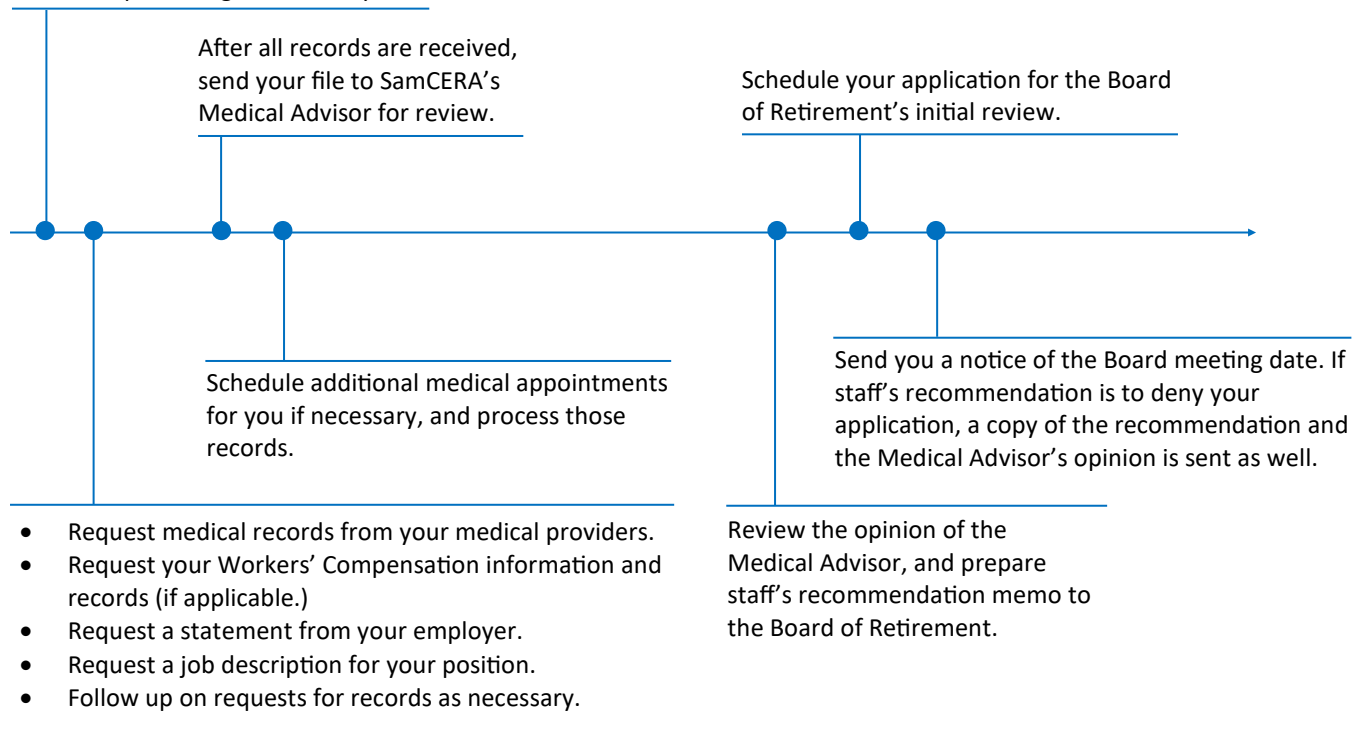 After all records are received,
send your file to SamCERA’s
Medical Advisor for review.
Schedule your application for the Board
of Retirement’s initial review.
Schedule additional medical appointments
for you if necessary, and process those
records.
Send you a notice of the Board meeting date. If
staff’s recommendation is to deny your
application, a copy of the recommendation and
the Medical Advisor’s opinion is sent as well.
• Request medical records from your medical providers.
• Request your Workers’ Compensation information and
records (if applicable.)
• Request a statement from your employer.
• Request a job description for your position.
• Follow up on requests for records as necessary.
Review the opinion of the
Medical Advisor, and prepare
staff’s recommendation memo to
the Board of Retirement.